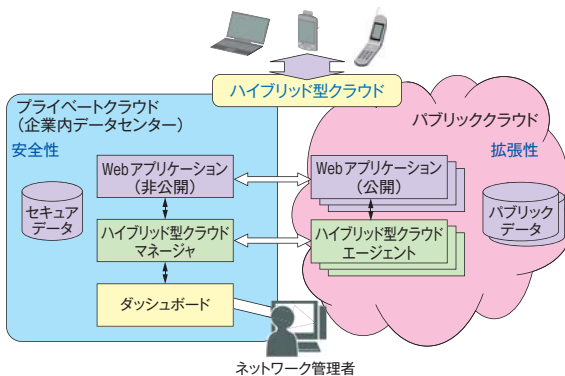 ハイブリッド型クラウド
プライベートクラウド
（企業内データセンター）
安全性
パブリッククラウド
拡張性
Webアプリケーション
（非公開）
Webアプリケーション
（公開）
セキュア
データ
パブリック
データ
ハイブリッド型クラウド
マネージャ
ハイブリッド型クラウド
エージェント
ダッシュボード
ネットワーク管理者